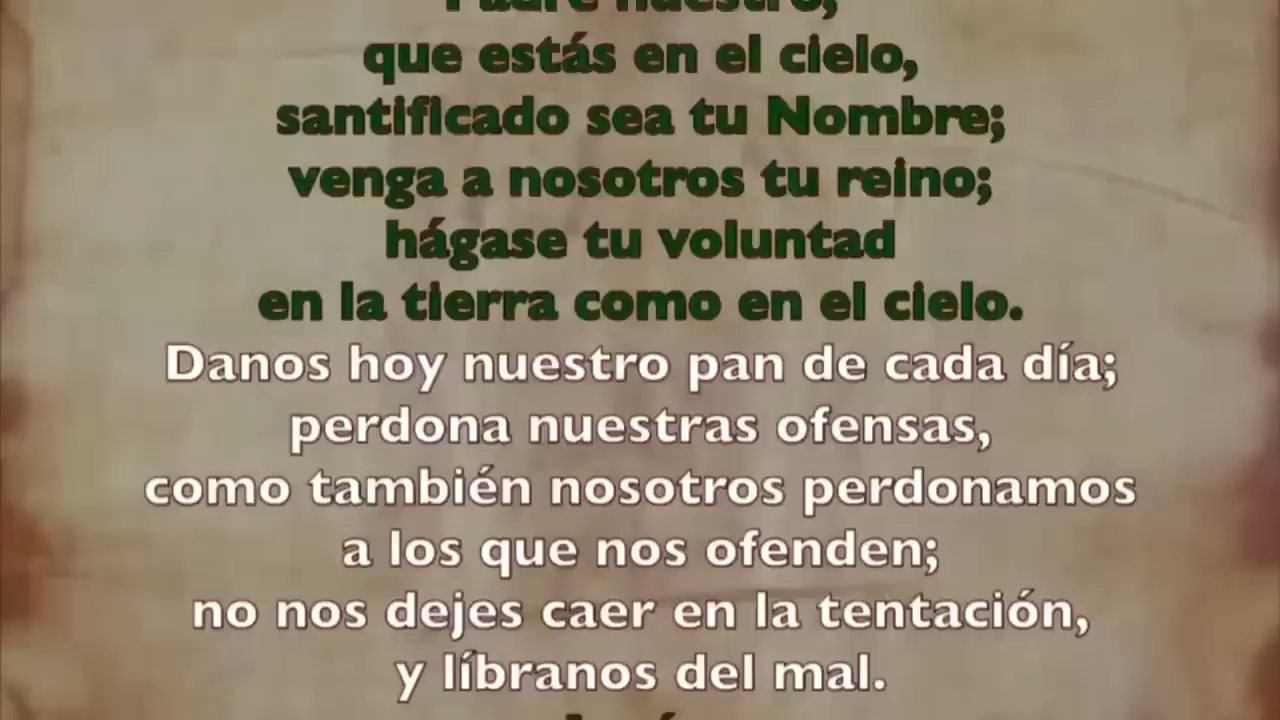 Padre nuestro,
que estás en el cielo,
santificado sea tu Nombre;
venga a nosotros tu reino;
hágase tu voluntad
en la tierra como en el cielo.
Danos hoy nuestro pan de cada día;
perdona nuestras ofensas,
como también nosotros perdonamos
a los que nos ofenden;
no nos dejes caer en la tentación,
y líbranos del mal.